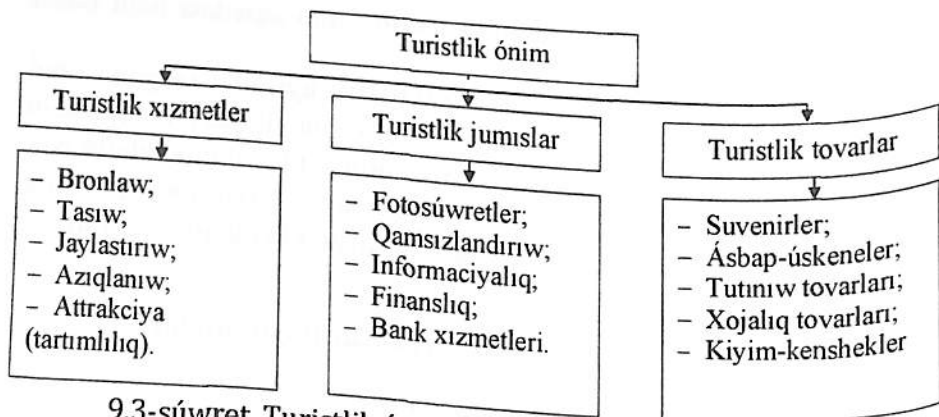 Turistlik ónim
Turistlik xızmetler
Turistlik jumıslar
Turistlik tovarlar
– Bronlaw;
– Tasıw;
– Jaylastırıw;
– Azıqlanıw;
– Attrakciya
(tartımlılıq).
– Fotosúwretler;
– Qamsızlandırıw;
– Informaciyalıq;
– Finanslıq;
– Bank xızmetleri.
– Suvenirler;
– Ásbap-úskeneler;
– Tutınıw tovarları;
– Xojalıq tovarları;
– Kiyim-kenshekler
9.3-súwret. Turistlik